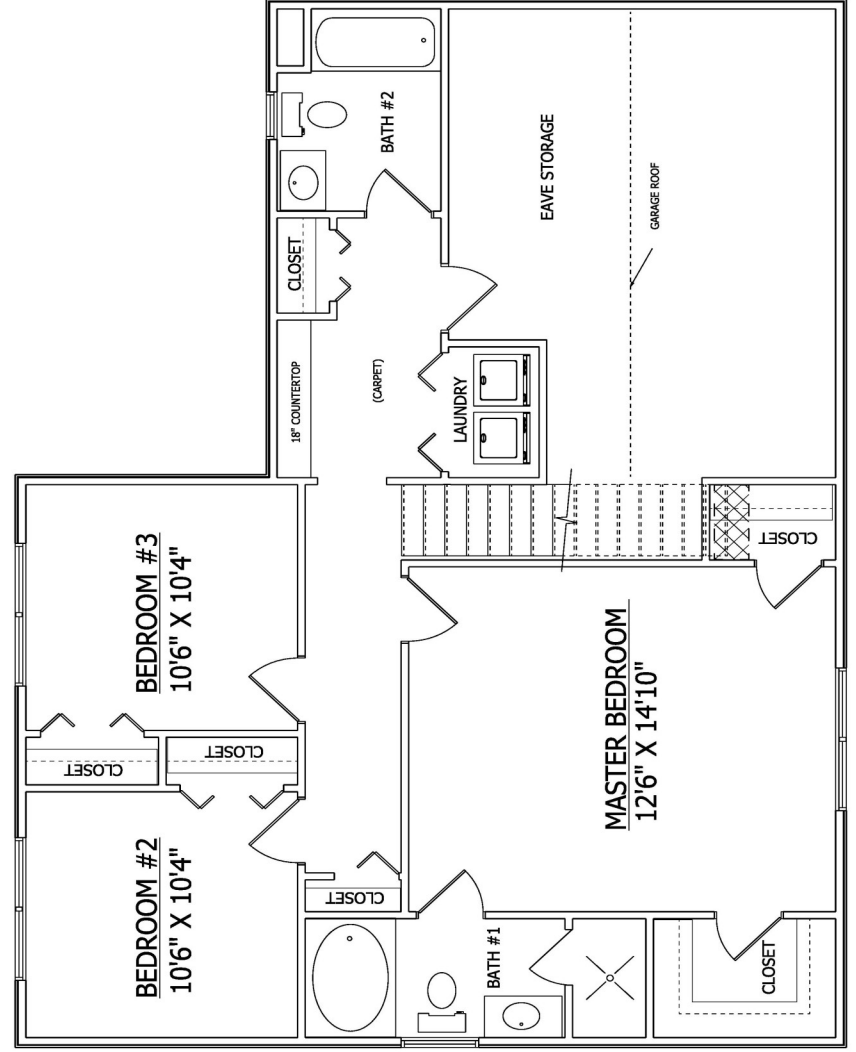 BATH #2
EAVE STORAGE
GARAGE ROOF
CLOSET
18" COUNTERTOP
(CARPET)
LAUNDRY
BEDROOM #3
10'6" X 10'4"
CLOSET
MASTER BEDROOM
12'6" X 14'10"
CLOSET
CLOSET
BEDROOM #2
10'6" X 10'4"
CLOSET
BATH #1
CLOSET